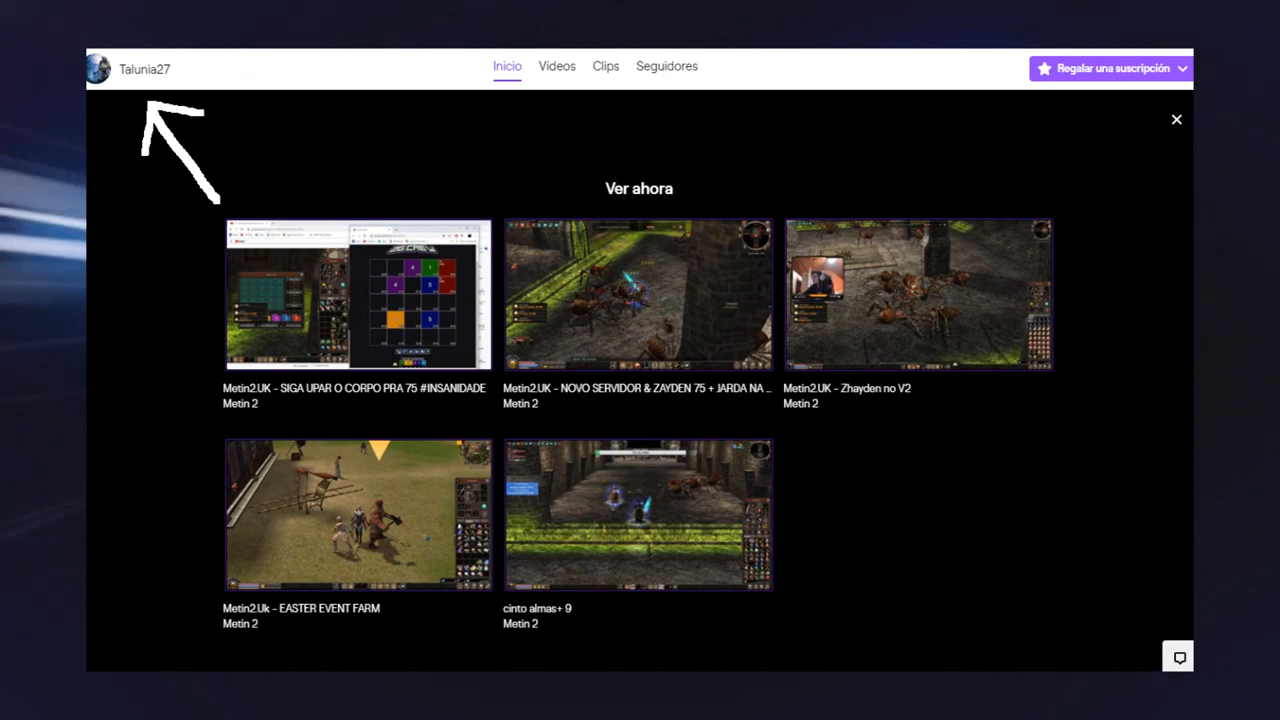 Talunia27
Inicio
Vídeos
Clips
Seguidores
Regalar una suscripción
Ver ahora
Metin2.UK - SIGA UPAR O CORPO PRA 75 #INSANIDADE
Metin 2
Metin2.UK - NOVO SERVIDOR & ZAYDEN 75 + JARDA NA ...
Metin 2
Metin2.UK - Zhayden no V2
Metin 2
Metin2.Uk - EASTER EVENT FARM
Metin 2
cinto almas+ 9
Metin 2